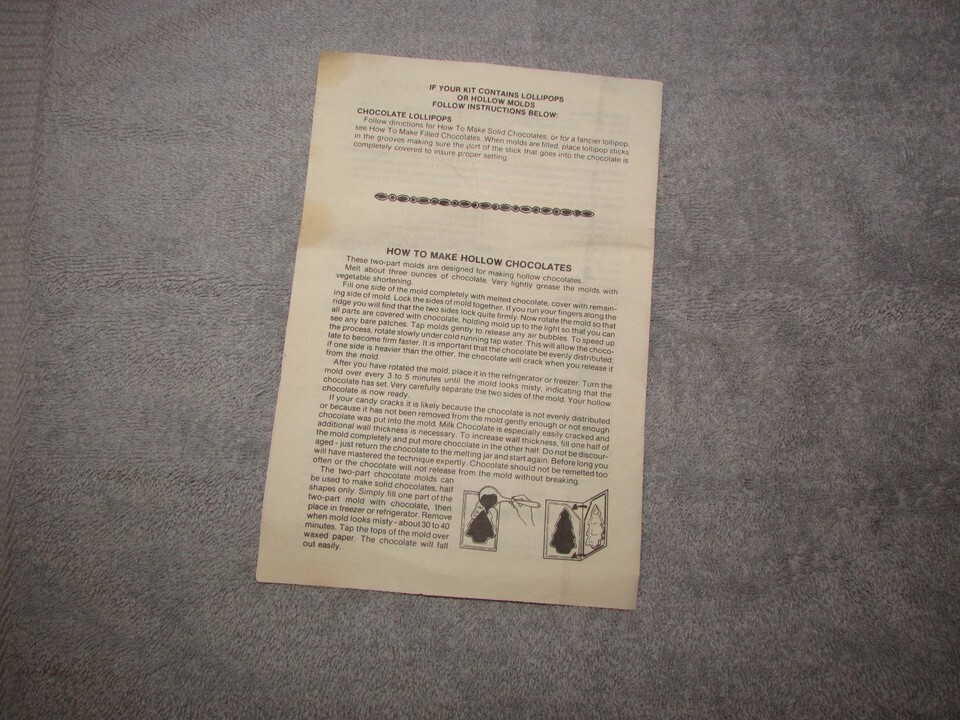 IF YOUR KIT CONTAINS LOLLIPOPS
OR HOLLOW MOLDS
FOLLOW INSTRUCTIONS BELOW:
CHOCOLATE LOLLIPOPS
Follow directions for How To Make Solid Chocolates, or for a fancier lollipop,
see How To Make Filled Chocolates. When molds are filled, place lollipop sticks
in the grooves making sure the part of the stick that goes into the chocolate is
completely covered to insure proper setting.
HOW TO MAKE HOLLOW CHOCOLATES
These two-part molds are designed for making hollow chocolates.
Melt about three ounces of chocolate. Very lightly grease the molds with
vegetable shortening.
Fill one side of the mold completely with melted chocolate, cover with remain-
ing side of mold. Lock the sides of mold together. If you run your fingers along the
ridge you will find that the two sides lock quite firmly. Now rotate the mold so that
all parts are covered with chocolate, holding mold up to the light so that you can
see any bare patches. Tap molds gently to release any air bubbles. To speed up
the process, rotate slowly under cold running tap water. This will allow the choco-
late to become firm faster. It is important that the chocolate be evenly distributed;
if one side is heavier than the other, the chocolate will crack when you release it
from the mold.
After you have rotated the mold, place it in the refrigerator or freezer. Turn the
mold over every 3 to 5 minutes until the mold looks misty, indicating that the
chocolate has set. Very carefully separate the two sides of the mold. Your hollow
chocolate is now ready.
If your candy cracks it is likely because the chocolate is not evenly distributed
or because it has not been removed from the mold gently enough or not enough
chocolate was put into the mold. Milk Chocolate is especially easily cracked and
additional wall thickness is necessary. To increase wall thickness, fill one half of
the mold completely and put more chocolate in the other half. Do not be discour-
aged - just return the chocolate to the melting jar and start again. Before long you
will have mastered the technique expertly. Chocolate should not be remelted too
often or the chocolate will not release from the mold without breaking.
The two-part chocolate molds can
be used to make solid chocolates, half
shapes only. Simply fill one part of the
two-part mold with chocolate, then
place in freezer or refrigerator. Remove
when mold looks misty - about 30 to 40
minutes. Tap the tops of the mold over
waxed paper. The chocolate will fall
out easily.